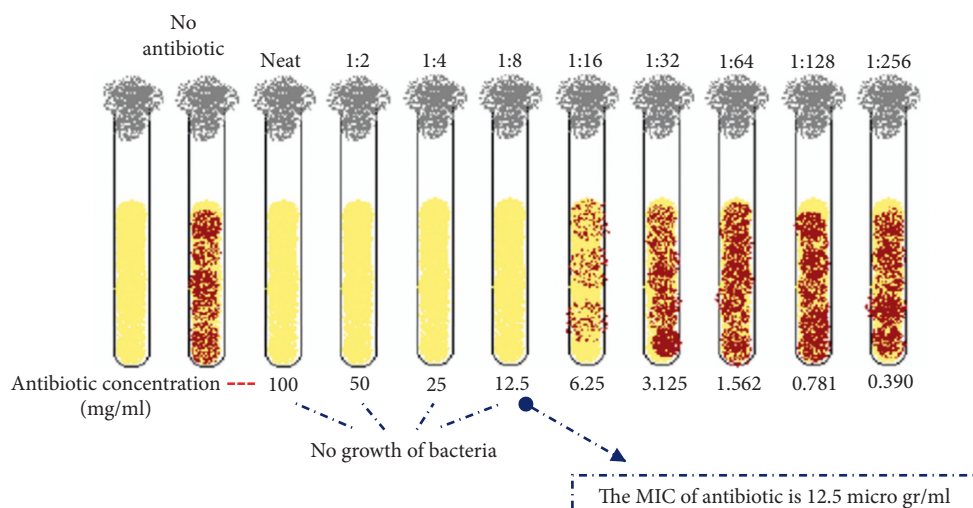 No
antibiotic
Neat 1:2 1:4 1:8 1:16 1:32 1:64 1:128 1:256
Antibiotic concentration --- 100 50 25 12.5 6.25 3.125 1.562 0.781 0.390
(mg/ml)
No growth of bacteria
The MIC of antibiotic is 12.5 micro gr/ml